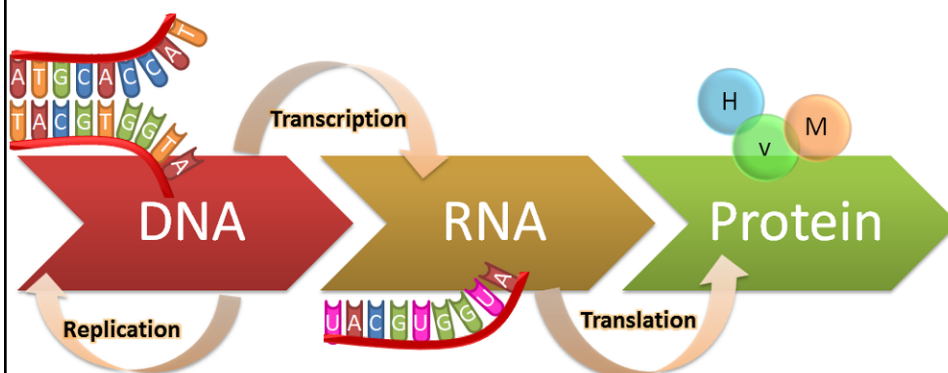 ATGCACCAT
TACGTGGTA
Transcription
H
v
M
DNA
RNA
Protein
Replication
UACGUGGUA
Translation